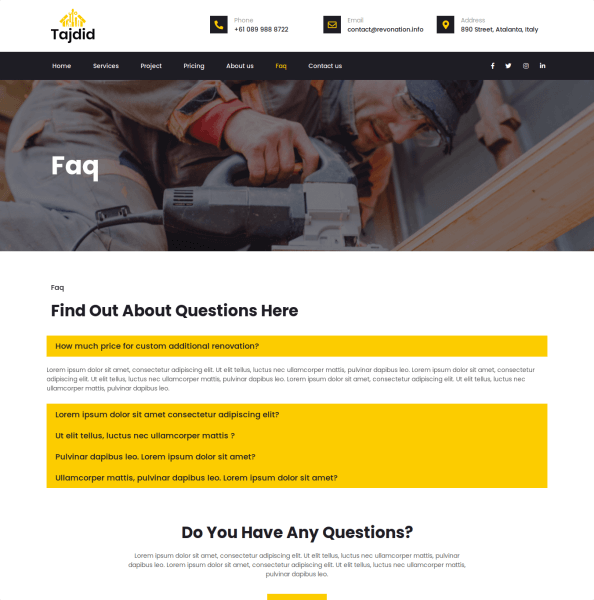 Tajdid
Phone
+61 089 988 8722
Email
contact@revonation.info
Address
890 Street, Atalanta, Italy
Home Services Project Pricing About us Faq Contact us
Faq
Faq
Find Out About Questions Here
How much price for custom additional renovation?
Lorem ipsum dolor sit amet, consectetur adipiscing elit. Ut elit tellus, luctus nec ullamcorper mattis, pulvinar dapibus leo. Lorem ipsum dolor sit amet, consectetur
adipiscing elit. Ut elit tellus, luctus nec ullamcorper mattis, pulvinar dapibus leo. Lorem ipsum dolor sit amet, consectetur adipiscing elit. Ut elit tellus, luctus nec
ullamcorper mattis, pulvinar dapibus leo.
Lorem ipsum dolor sit amet consectetur adipiscing elit?
Ut elit tellus, luctus nec ullamcorper mattis ?
Pulvinar dapibus leo. Lorem ipsum dolor sit amet?
Ullamcorper mattis, pulvinar dapibus leo. Lorem ipsum dolor sit amet?
Do You Have Any Questions?
Lorem ipsum dolor sit amet, consectetur adipiscing elit. Ut elit tellus, luctus nec ullamcorper mattis, pulvinar
dapibus leo. Lorem ipsum dolor sit amet, consectetur adipiscing elit. Ut elit tellus, luctus nec ullamcorper mattis,
pulvinar dapibus leo.